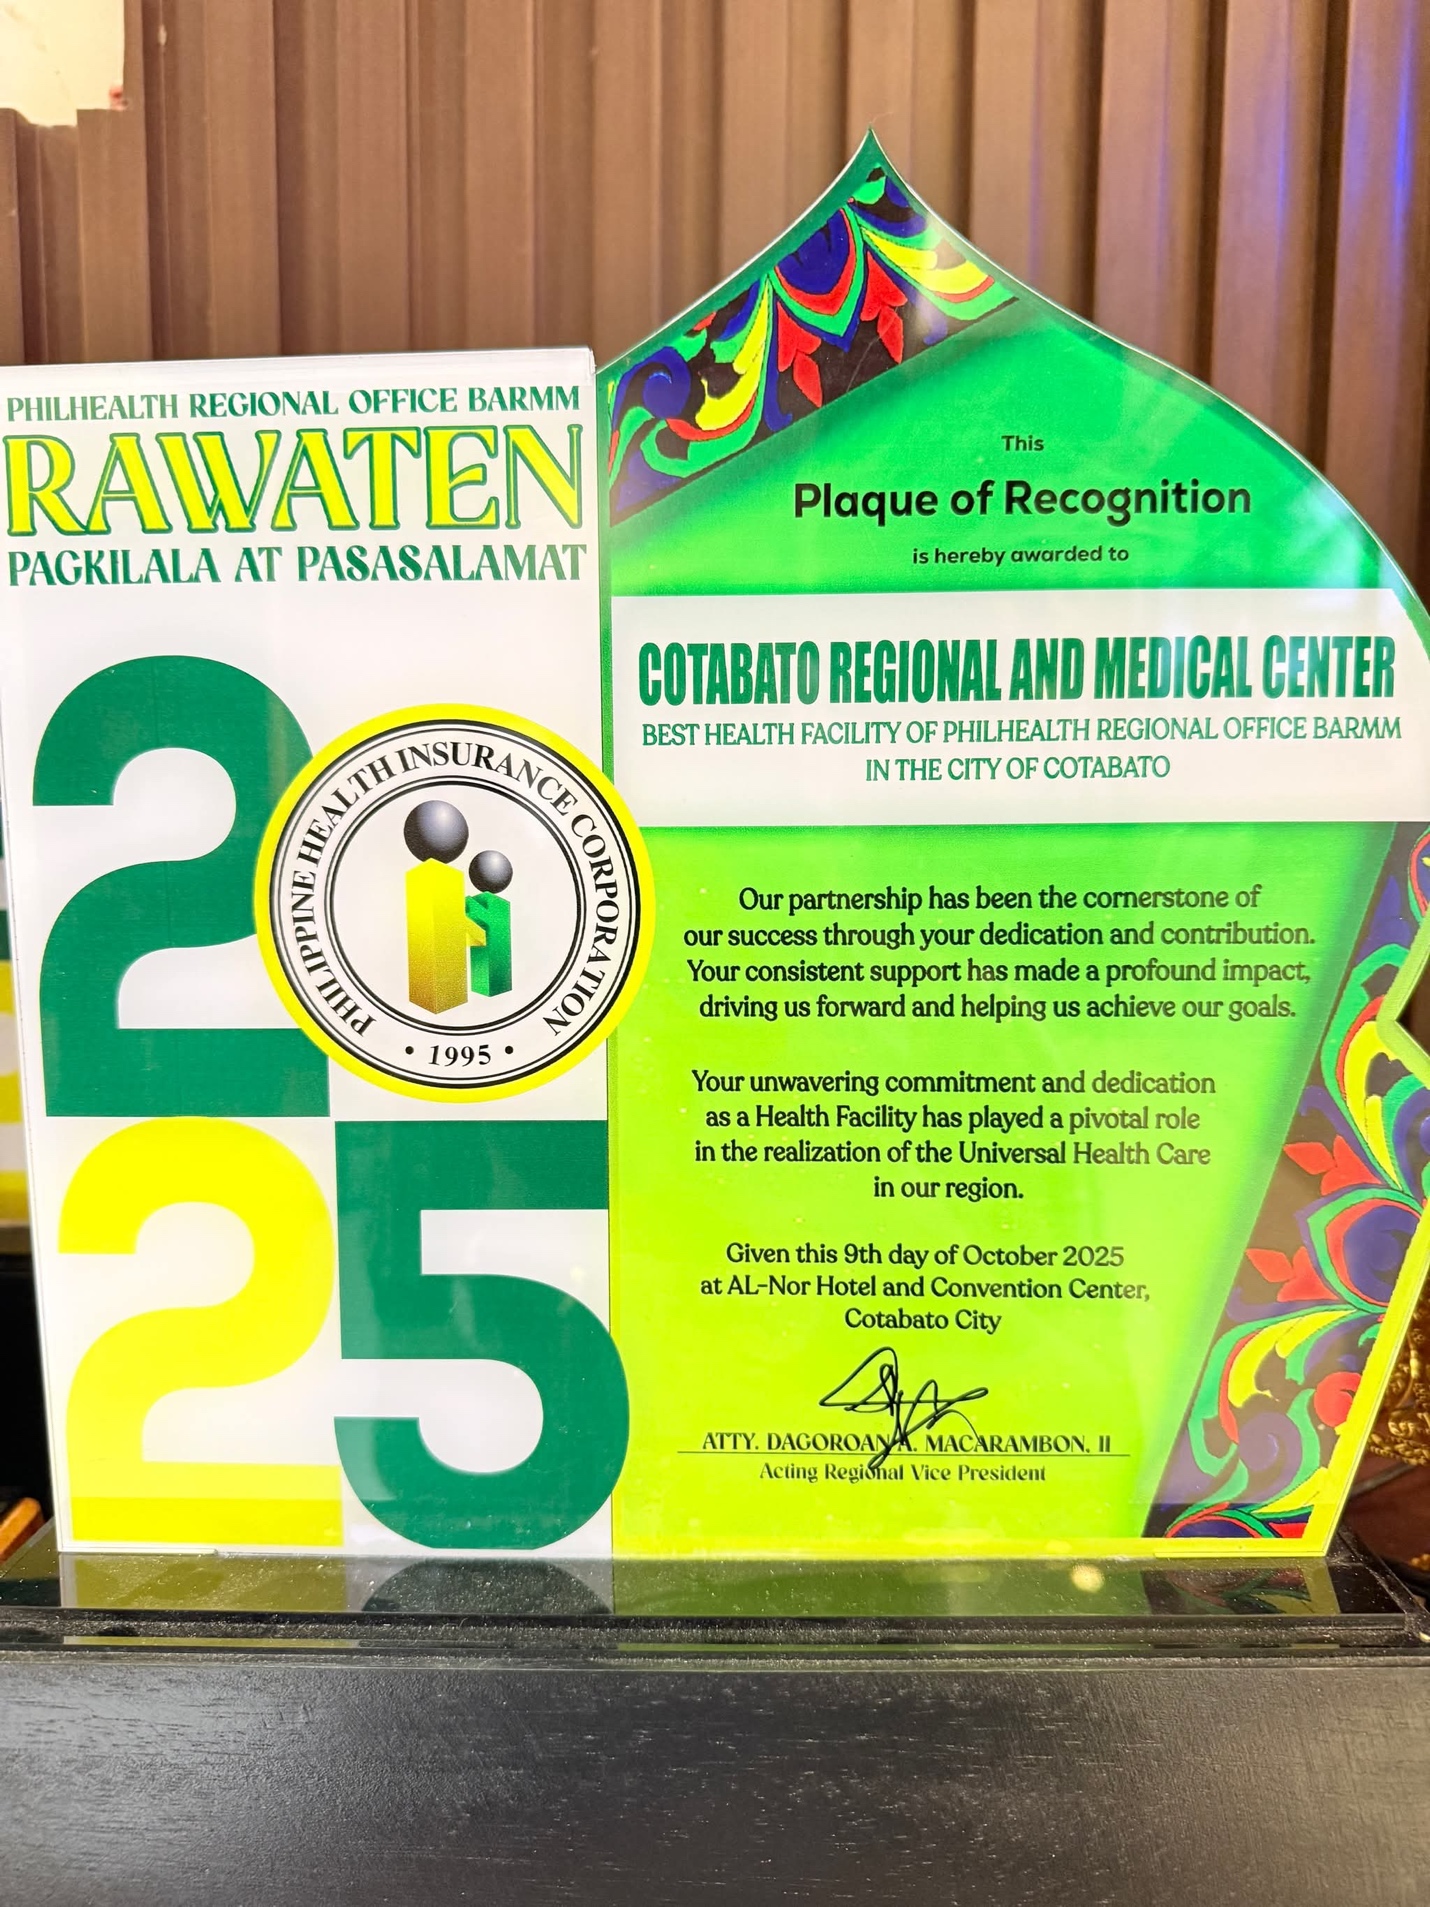 PHILHEALTH REGIONAL OFFICE BARMM
RAWATEN
PAGKILALA AT PASASALAMAT
2025
PHILIPPINE HEALTH INSURANCE CORPORATION
• 1995 •
This
Plaque of Recognition
is hereby awarded to
COTABATO REGIONAL AND MEDICAL CENTER
BEST HEALTH FACILITY OF PHILHEALTH REGIONAL OFFICE BARMM
IN THE CITY OF COTABATO
Our partnership has been the cornerstone of
our success through your dedication and contribution.
Your consistent support has made a profound impact,
driving us forward and helping us achieve our goals.
Your unwavering commitment and dedication
as a Health Facility has played a pivotal role
in the realization of the Universal Health Care
in our region.
Given this 9th day of October 2025
at AL-Nor Hotel and Convention Center,
Cotabato City
ATTY. DAGOROAN A. MACARAMBON, II
Acting Regional Vice President